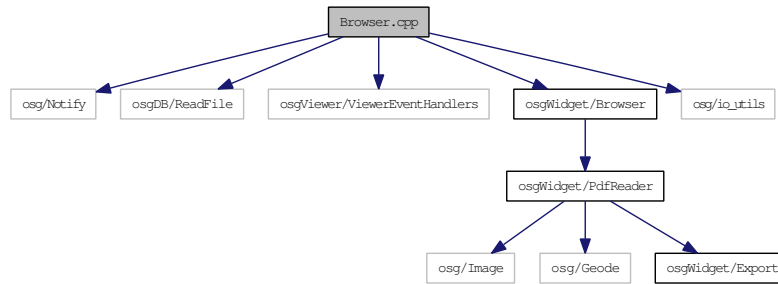 Browser.cpp
osg/Notify
osgDB/ReadFile
osgViewer/ViewerEventHandlers
osgWidget/Browser
osg/io_utils
osgWidget/PdfReader
osg/Image
osg/Geode
osgWidget/Export